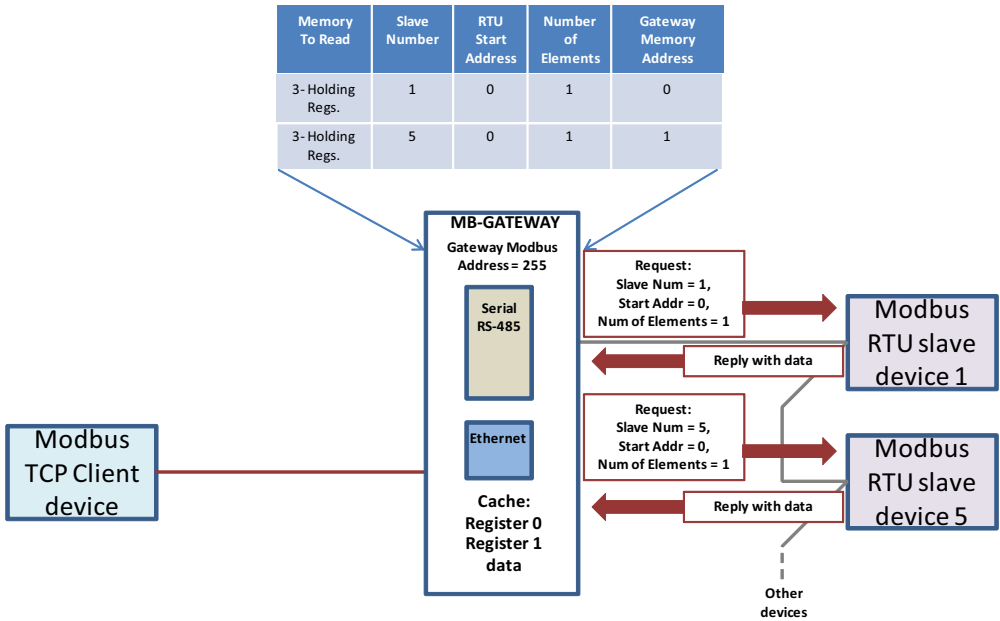 Memory To Read
Slave Number
RTU Start Address
Number of Elements
Gateway Memory Address
3- Holding Regs.
1
0
1
0
3- Holding Regs.
5
0
1
1
MB-GATEWAY
Gateway Modbus
Address = 255
Serial
RS-485
Ethernet
Cache:
Register 0
Register 1
data
Request:
Slave Num = 1,
Start Addr = 0,
Num of Elements = 1
Reply with data
Request:
Slave Num = 5,
Start Addr = 0,
Num of Elements = 1
Reply with data
Modbus
RTU slave
device 1
Modbus
RTU slave
device 5
Modbus
TCP Client
device
Other
devices